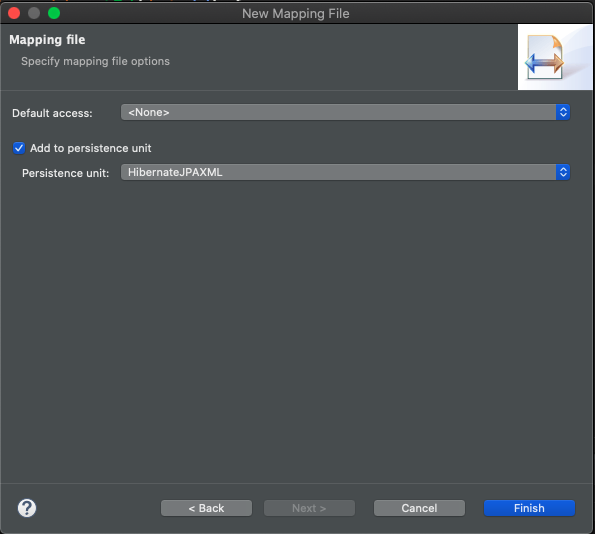 New Mapping File
Mapping file
Specify mapping file options
Default access: <None>
Add to persistence unit
Persistence unit: HibernateJPAXML
?
< Back Next > Cancel Finish